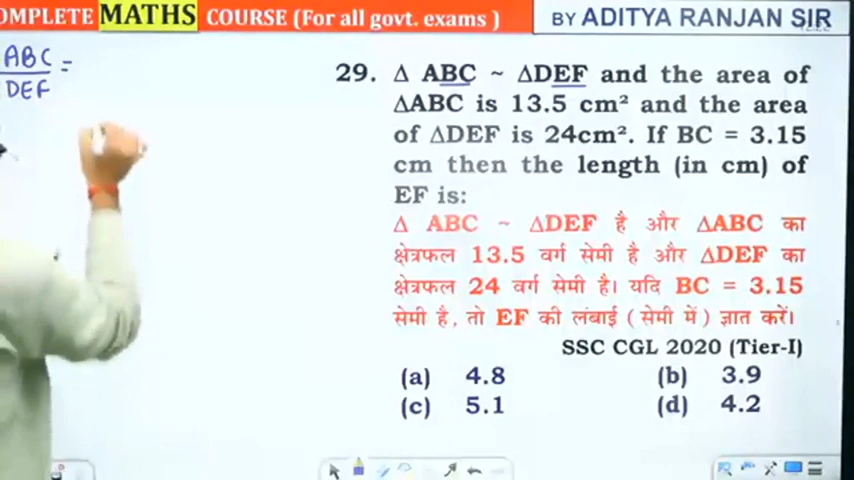 OMPLETE MATHS COURSE (For all govt. exams )
BY ADITYA RANJAN SIR
ABC
DEF =
29. Δ ABC ~ ΔDEF and the area of
ΔABC is 13.5 cm² and the area
of ΔDEF is 24cm². If BC = 3.15
cm then the length (in cm) of
EF is:
Δ ABC ~ ΔDEF है और ΔABC का
क्षेत्रफल 13.5 वर्ग सेमी है और ΔDEF का
क्षेत्रफल 24 वर्ग सेमी है। यदि BC = 3.15
सेमी है, तो EF की लंबाई ( सेमी में ) ज्ञात करें।
SSC CGL 2020 (Tier-I)
(a) 4.8 (b) 3.9
(c) 5.1 (d) 4.2